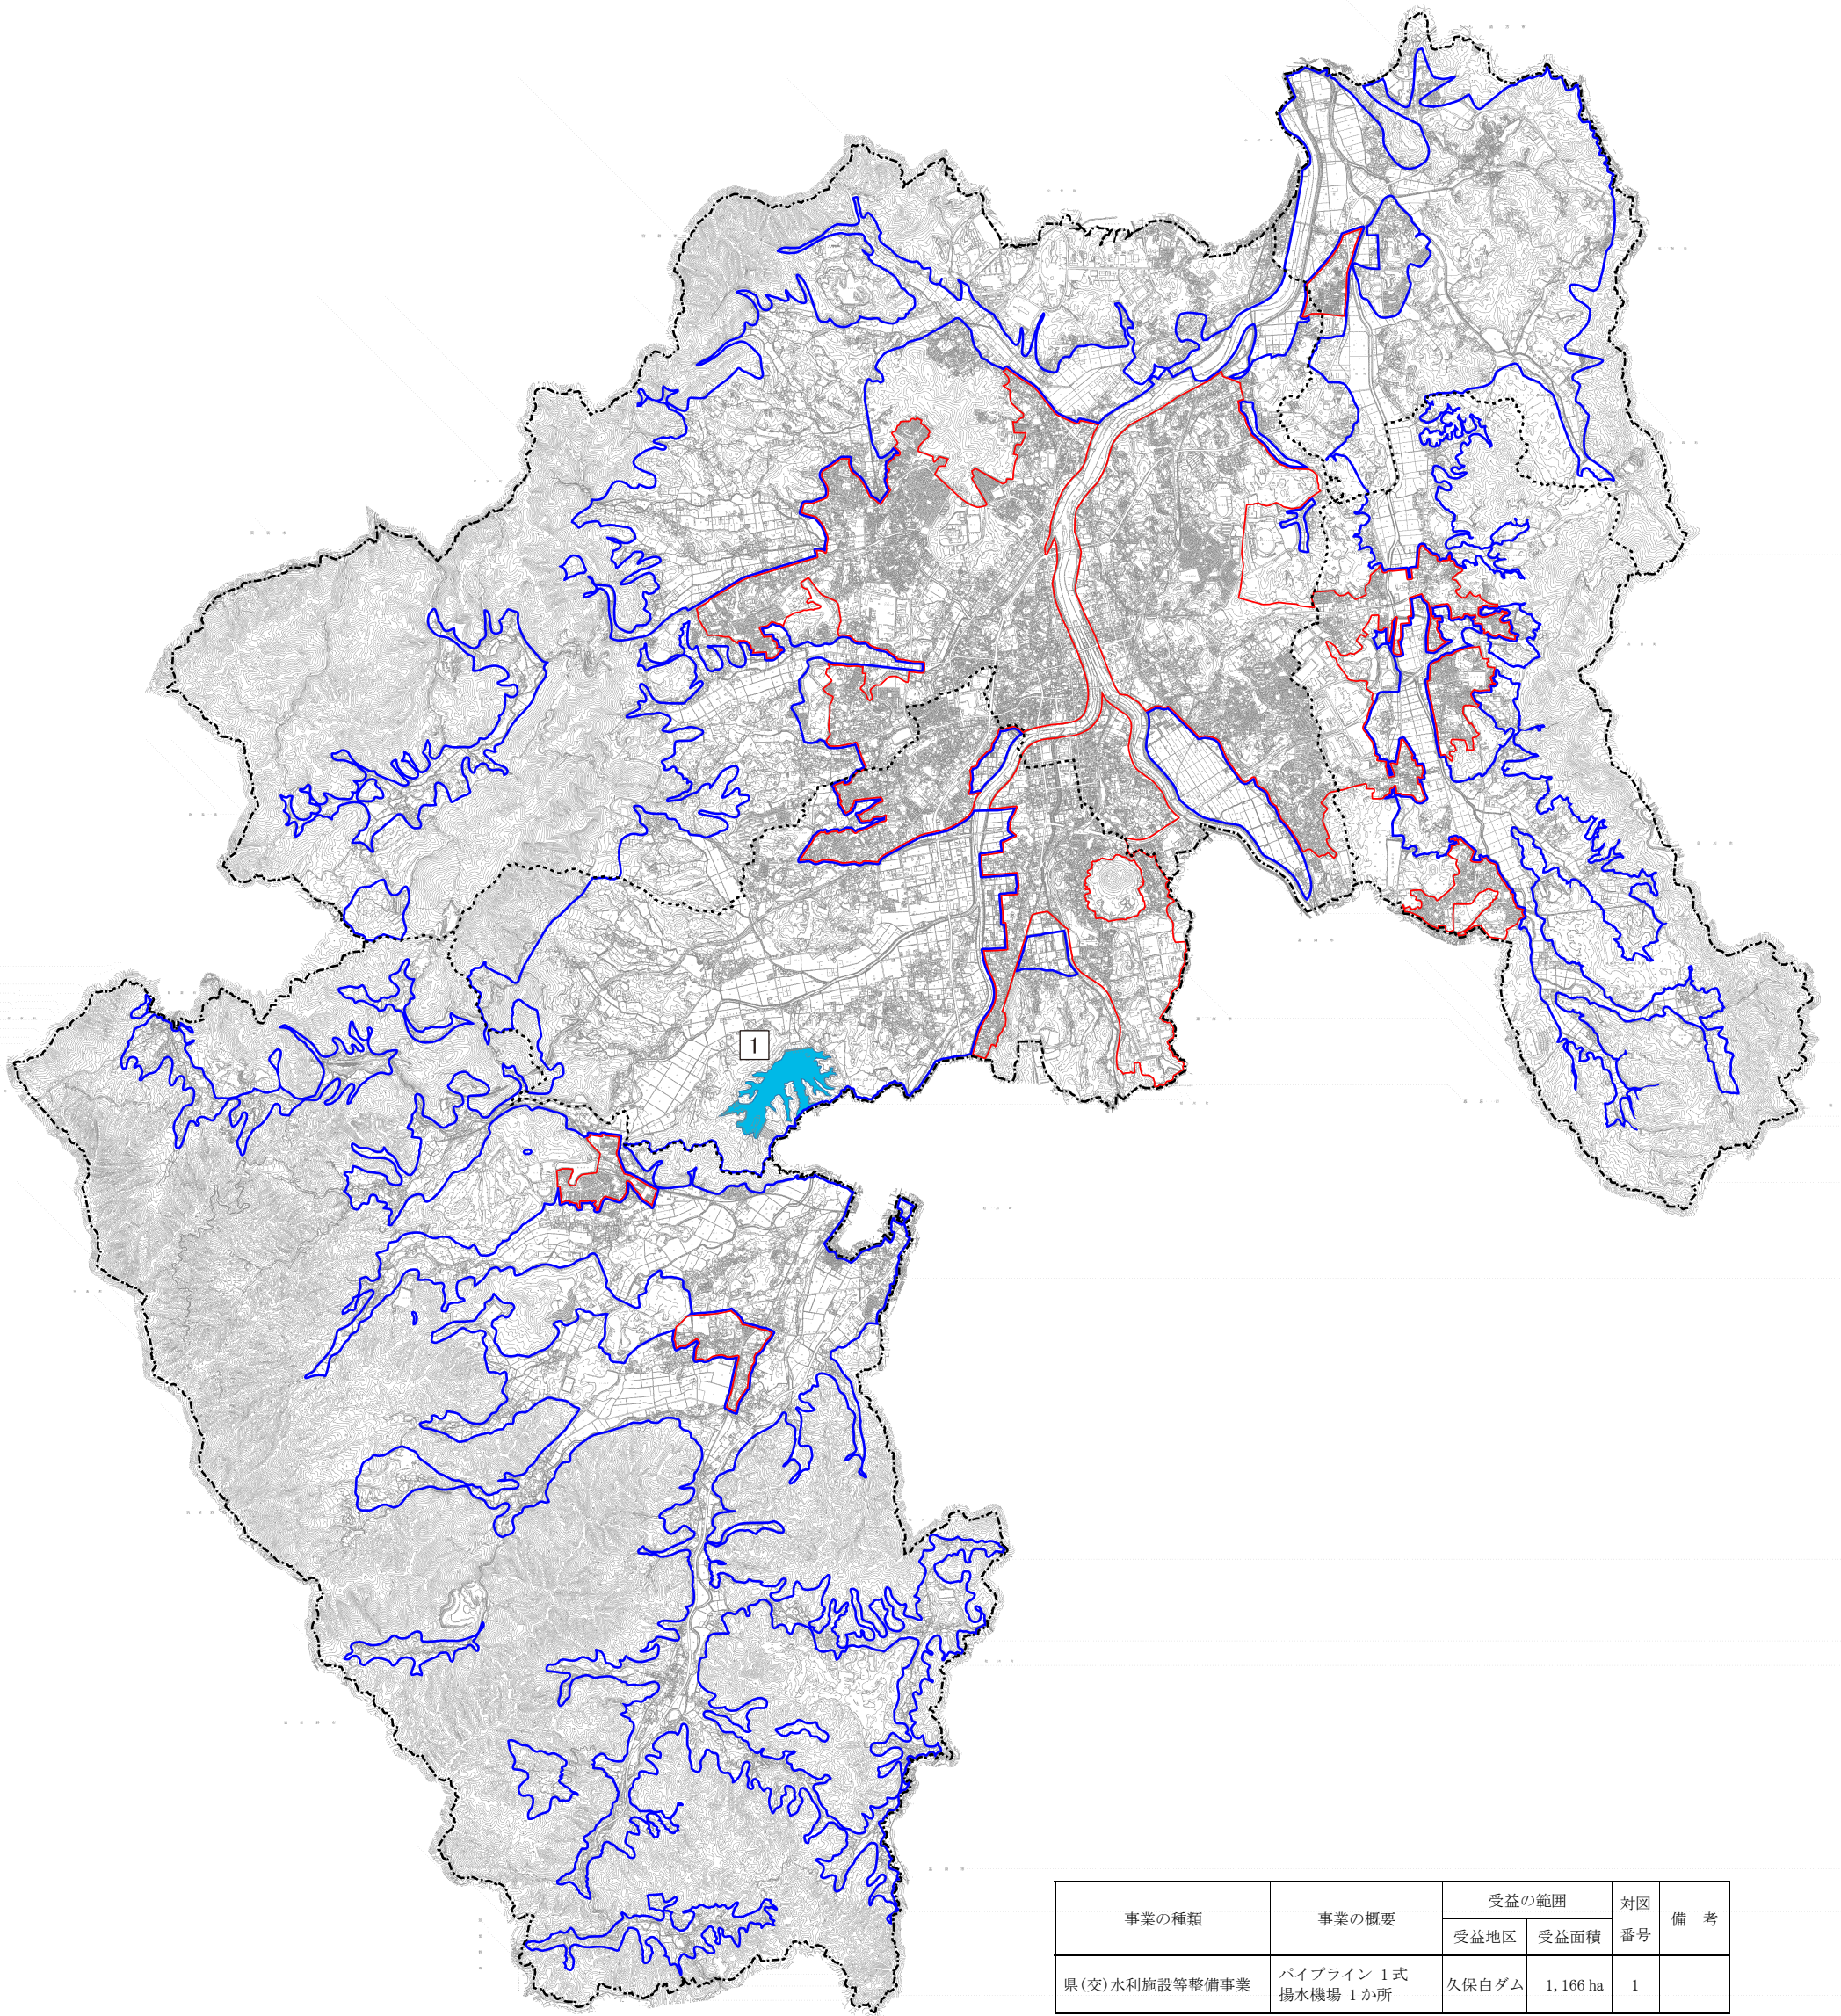 1
事業の種類
事業の概要
受益の範囲
受益地区
受益面積
対図
番号
備 考
県(交)水利施設等整備事業
パイプライン 1式
揚水機場 1か所
久保白ダム
1,166 ha
1